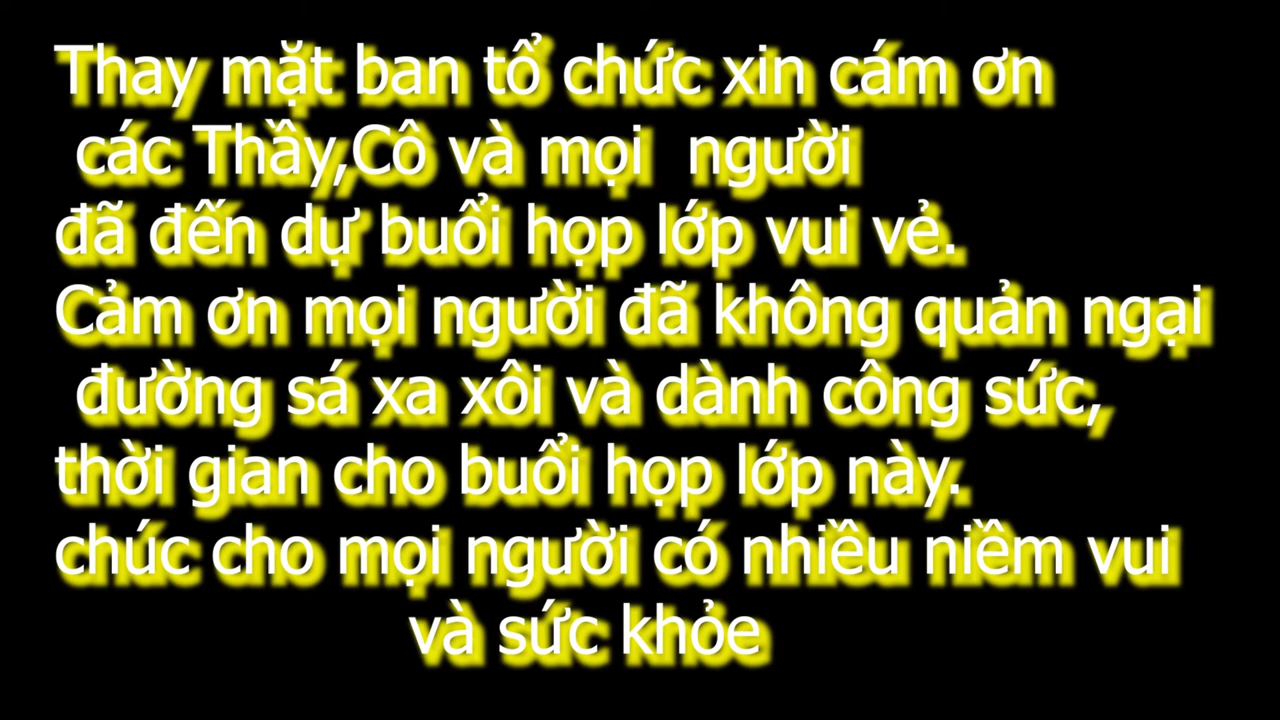 Thay mặt ban tổ chức xin cám ơn
các Thầy,Cô và mọi người
đã đến dự buổi họp lớp vui vẻ.
Cảm ơn mọi người đã không quản ngại
đường sá xa xôi và dành công sức,
thời gian cho buổi họp lớp này.
chúc cho mọi người có nhiều niềm vui
và sức khỏe